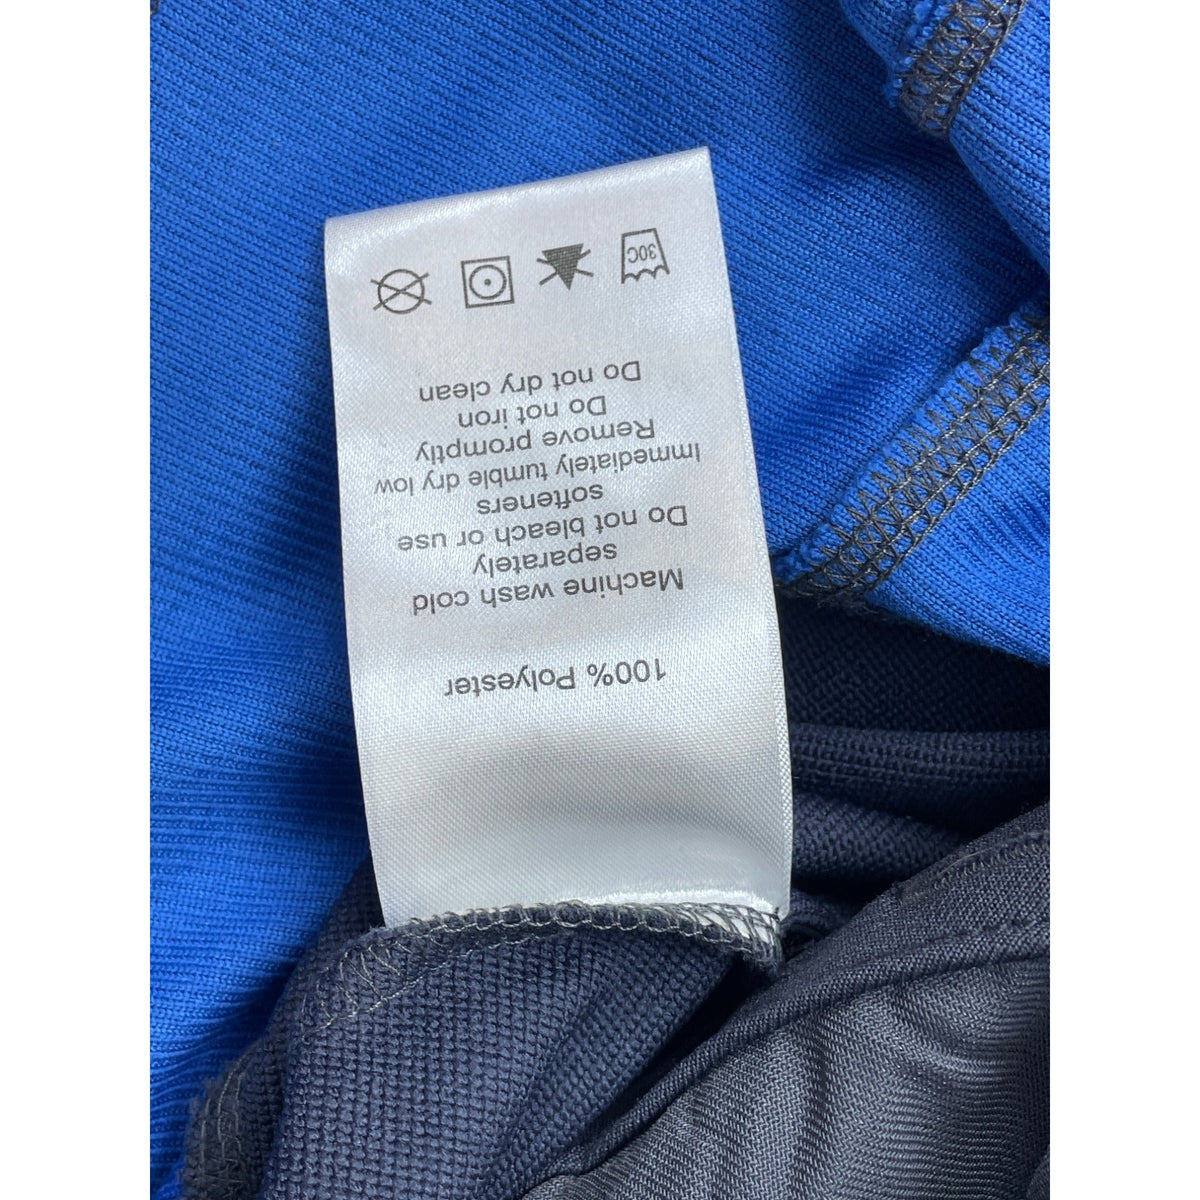 100% Polyester
Machine wash cold
separately
Do not bleach or use
softeners
Immediately tumble dry low
Remove promptly
Do not iron
Do not dry clean
30C